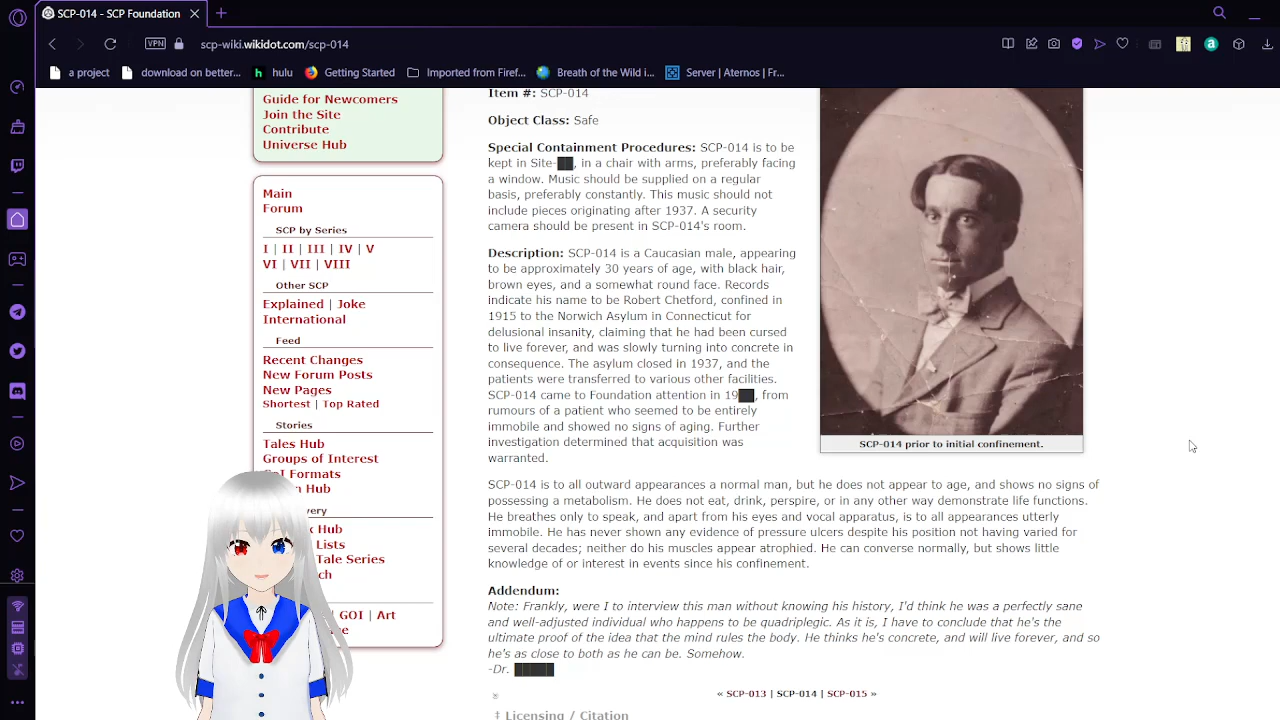 SCP-014 - SCP Foundation
VPN
scp-wiki.wikidot.com/scp-014
a project
download on better...
hulu
Getting Started
Imported from Firef...
Breath of the Wild i...
Server | Aternos | Fr...
Guide for Newcomers
Join the Site
Contribute
Universe Hub
Main
Forum
SCP by Series
I | II | III | IV | V
VI | VII | VIII
Other SCP
Explained | Joke
International
Feed
Recent Changes
New Forum Posts
New Pages
Shortest | Top Rated
Stories
Tales Hub
Groups of Interest
Formats
Hub
Hub
Lists
Tale Series
| GOI | Art
Item #: SCP-014
Object Class: Safe
Special Containment Procedures: SCP-014 is to be
kept in Site-██, in a chair with arms, preferably facing
a window. Music should be supplied on a regular
basis, preferably constantly. This music should not
include pieces originating after 1937. A security
camera should be present in SCP-014's room.
Description: SCP-014 is a Caucasian male, appearing
to be approximately 30 years of age, with black hair,
brown eyes, and a somewhat round face. Records
indicate his name to be Robert Chetford, confined in
1915 to the Norwich Asylum in Connecticut for
delusional insanity, claiming that he had been cursed
to live forever, and was slowly turning into concrete in
consequence. The asylum closed in 1937, and the
patients were transferred to various other facilities.
SCP-014 came to Foundation attention in 19██, from
rumours of a patient who seemed to be entirely
immobile and showed no signs of aging. Further
investigation determined that acquisition was
warranted.
SCP-014 prior to initial confinement.
SCP-014 is to all outward appearances a normal man, but he does not appear to age, and shows no signs of
possessing a metabolism. He does not eat, drink, perspire, or in any other way demonstrate life functions.
He breathes only to speak, and apart from his eyes and vocal apparatus, is to all appearances utterly
immobile. He has never shown any evidence of pressure ulcers despite his position not having varied for
several decades; neither do his muscles appear atrophied. He can converse normally, but shows little
knowledge of or interest in events since his confinement.
Addendum:
Note: Frankly, were I to interview this man without knowing his history, I'd think he was a perfectly sane
and well-adjusted individual who happens to be quadriplegic. As it is, I have to conclude that he's the
ultimate proof of the idea that the mind rules the body. He thinks he's concrete, and will live forever, and so
he's as close to both as he can be. Somehow.
-Dr. █████
« SCP-013 | SCP-014 | SCP-015 »
‡ Licensing / Citation